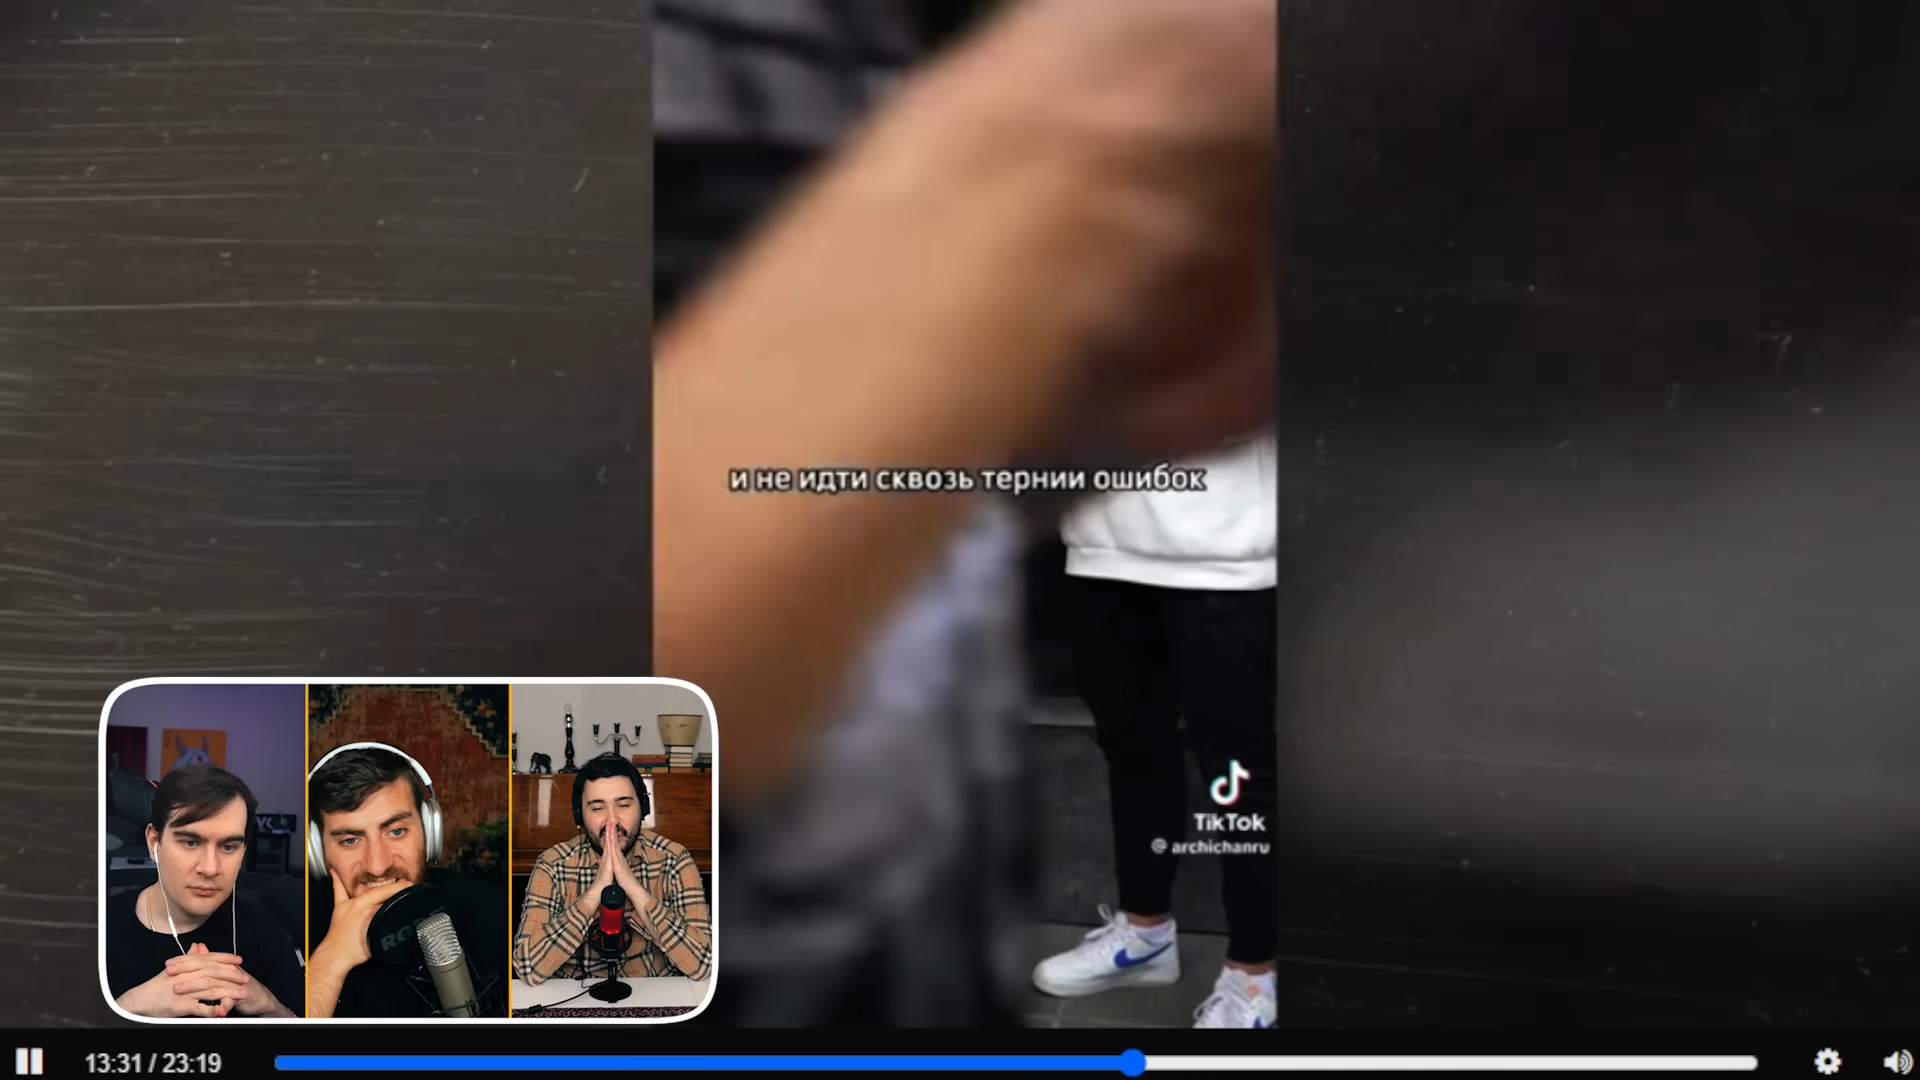 и не идти сквозь тернии ошибок
TikTok
@ archichanru
13:31 / 23:19